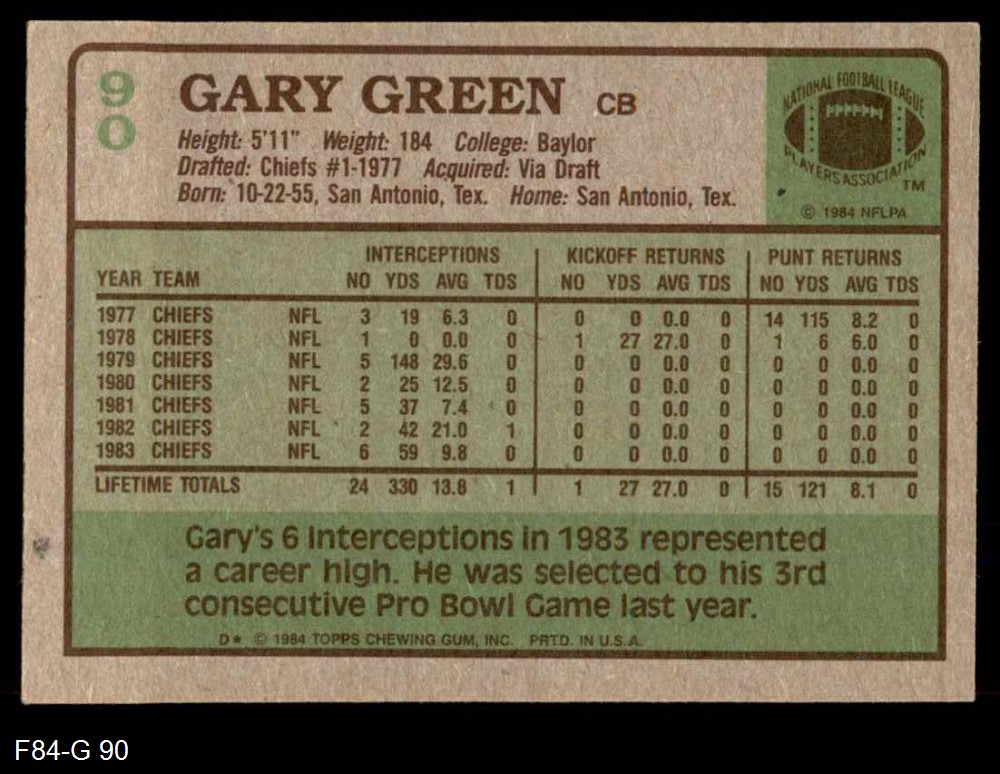 90
GARY GREEN CB
Height: 5'11" Weight: 184 College: Baylor
Drafted: Chiefs #1-1977 Acquired: Via Draft
Born: 10-22-55, San Antonio, Tex. Home: San Antonio, Tex.
NATIONAL FOOTBALL LEAGUE
PLAYERS ASSOCIATION
TM
© 1984 NFLPA
INTERCEPTIONS KICKOFF RETURNS PUNT RETURNS
YEAR TEAM NO YDS AVG TDS NO YDS AVG TDS NO YDS AVG TDS
1977 CHIEFS NFL 3 19 6.3 0 0 0 0.0 0 14 115 8.2 0
1978 CHIEFS NFL 1 0 0.0 0 1 27 27.0 0 1 6 6.0 0
1979 CHIEFS NFL 5 148 29.6 0 0 0 0.0 0 0 0 0.0 0
1980 CHIEFS NFL 2 25 12.5 0 0 0 0.0 0 0 0 0.0 0
1981 CHIEFS NFL 5 37 7.4 0 0 0 0.0 0 0 0 0.0 0
1982 CHIEFS NFL 2 42 21.0 1 0 0 0.0 0 0 0 0.0 0
1983 CHIEFS NFL 6 59 9.8 0 0 0 0.0 0 0 0 0.0 0
LIFETIME TOTALS 24 330 13.8 1 1 27 27.0 0 15 121 8.1 0
Gary's 6 interceptions in 1983 represented
a career high. He was selected to his 3rd
consecutive Pro Bowl Game last year.
D* © 1984 TOPPS CHEWING GUM, INC. PRTD. IN U.S.A.
F84-G 90